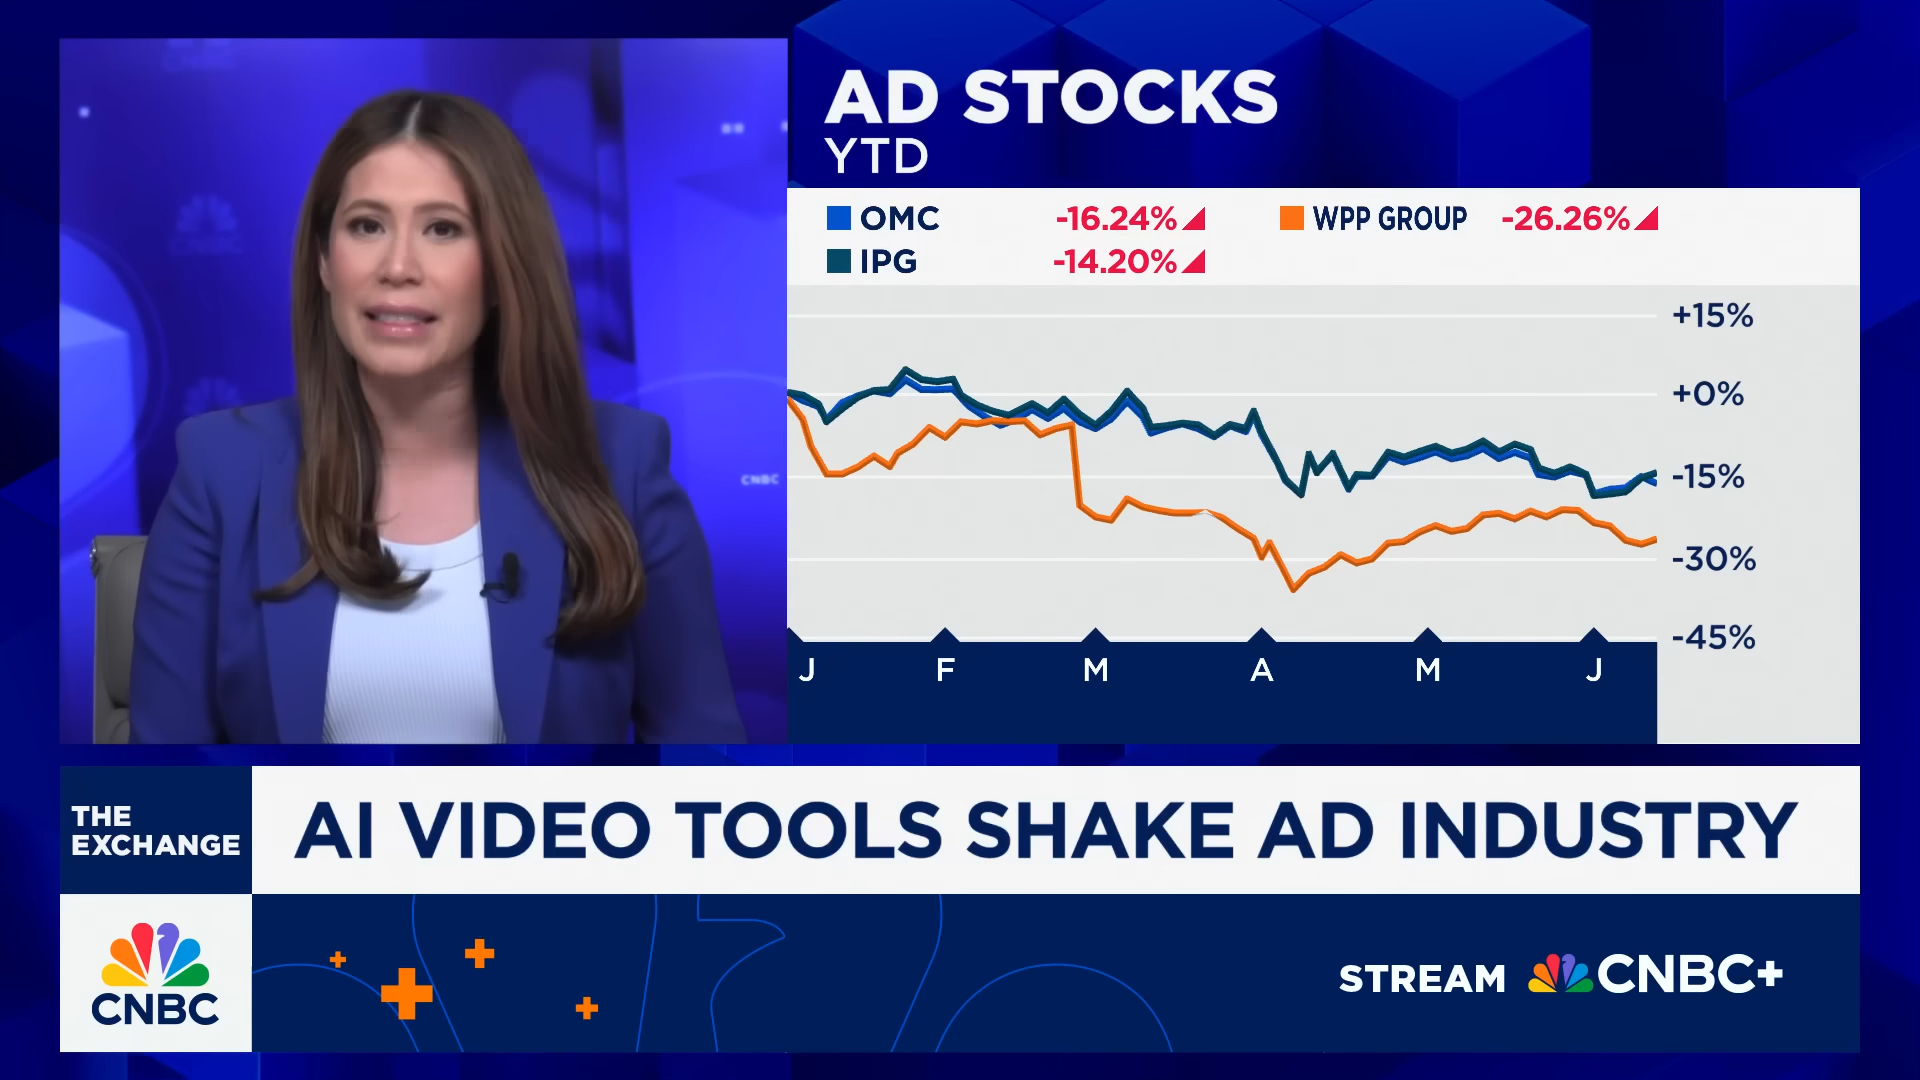 AD STOCKS
YTD
OMC -16.24% WPP GROUP -26.26%
IPG -14.20%
+15%
+0%
-15%
-30%
-45%
J F M A M J
CNBC
THE
EXCHANGE
AI VIDEO TOOLS SHAKE AD INDUSTRY
CNBC
STREAM CNBC+